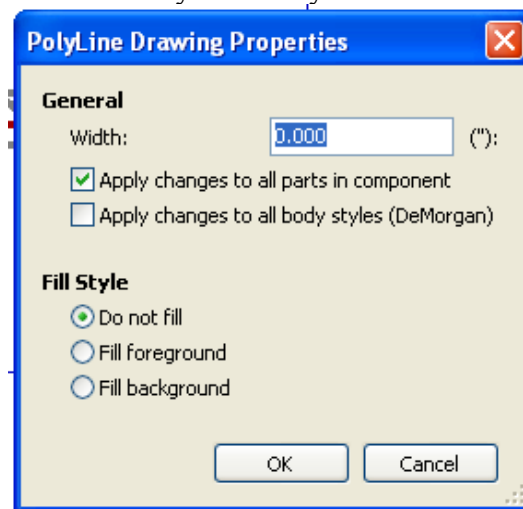 PolyLine Drawing Properties
General
Width: 0.000 ("):
Apply changes to all parts in component
Apply changes to all body styles (DeMorgan)
Fill Style
Do not fill
Fill foreground
Fill background
OK Cancel